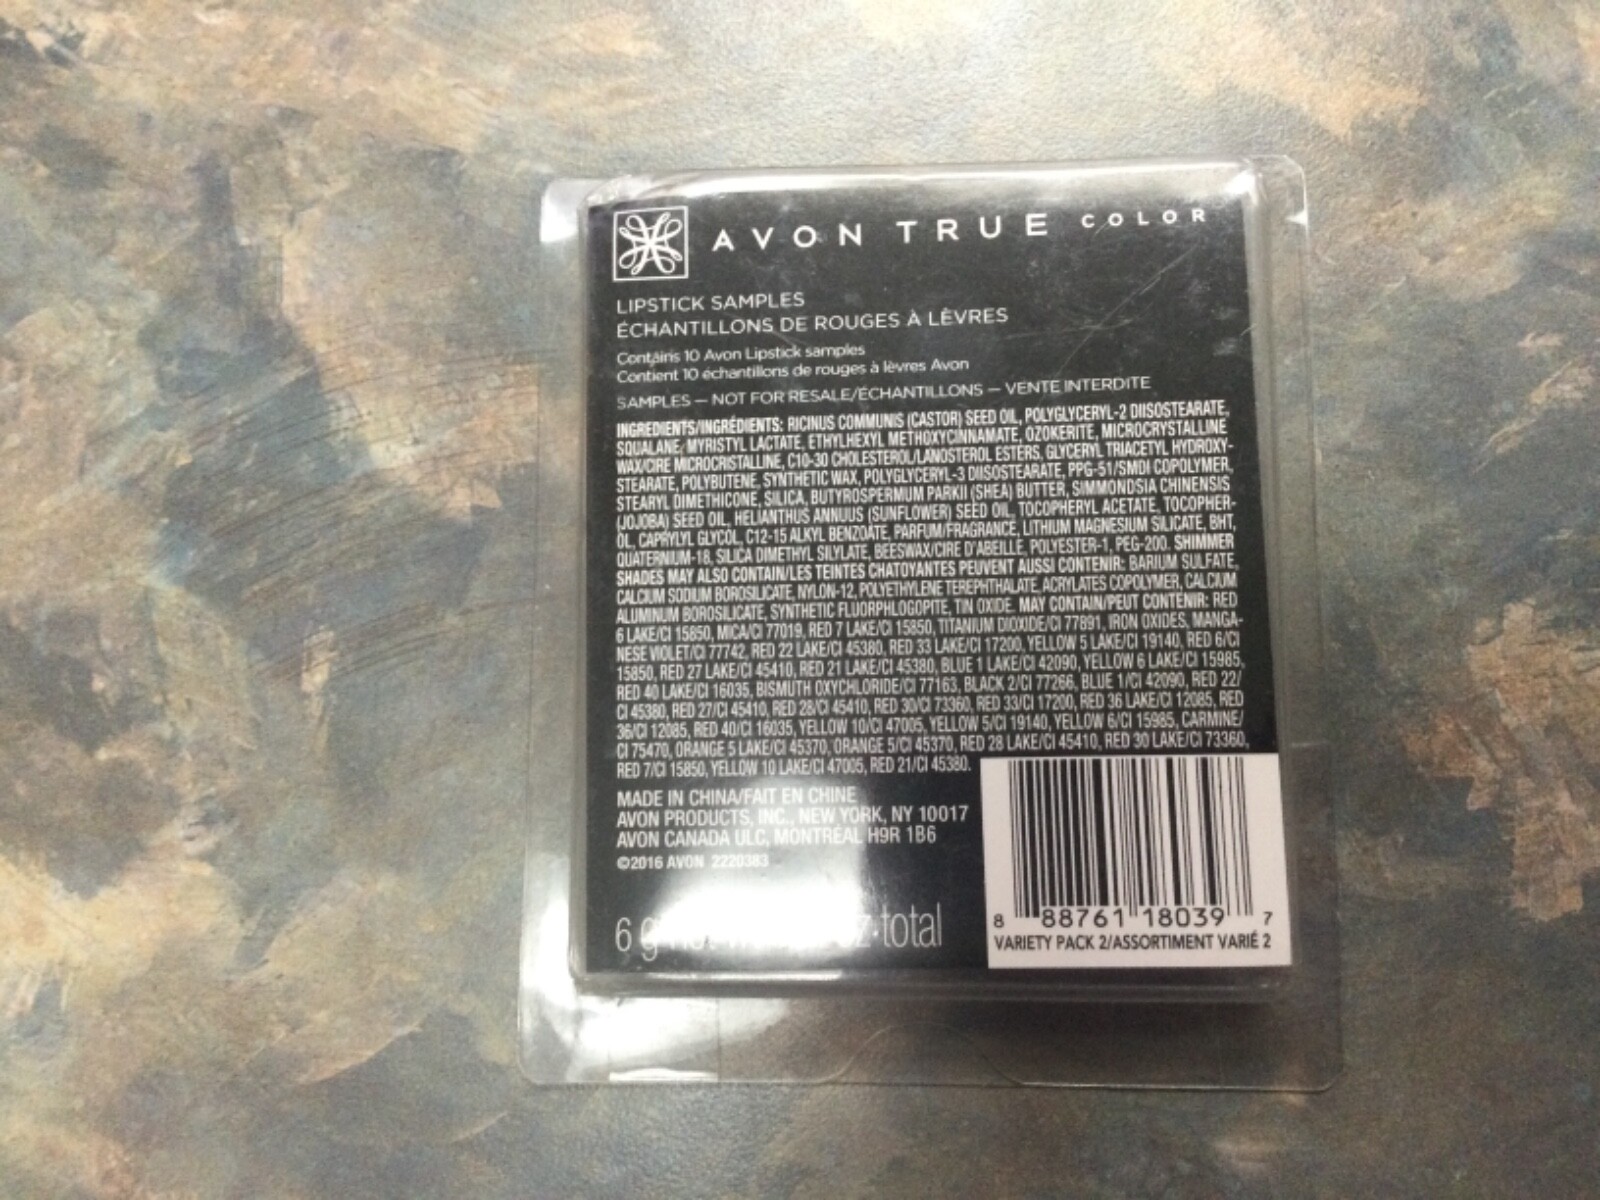 AVON TRUE COLOR
LIPSTICK SAMPLES
ÉCHANTILLONS DE ROUGES À LÈVRES
Contains 10 Avon Lipstick samples
Contient 10 échantillons de rouges à lèvres Avon
SAMPLES — NOT FOR RESALE/ÉCHANTILLONS — VENTE INTERDITE
INGREDIENTS/INGRÉDIENTS: RICINUS COMMUNIS (CASTOR) SEED OIL, POLYGLYCERYL-2 DIISOSTEARATE,
SQUALANE, MYRISTYL LACTATE, ETHYLHEXYL METHOXYCINNAMATE, OZOKERITE, MICROCRYSTALLINE
WAX/CIRE MICROCRISTALLINE, C10-30 CHOLESTEROL/LANOSTEROL ESTERS, GLYCERYL TRIACETYL HYDROXY-
STEARATE, POLYBUTENE, SYNTHETIC WAX, POLYGLYCERYL-3 DIISOSTEARATE, PPG-51/SMDI COPOLYMER,
STEARYL DIMETHICONE, SILICA, BUTYROSPERMUM PARKII (SHEA) BUTTER, SIMMONDSIA CHINENSIS
(JOJOBA) SEED OIL, HELIANTHUS ANNUUS (SUNFLOWER) SEED OIL, TOCOPHERYL ACETATE, TOCOPHER-
OL, CAPRYLYL GLYCOL, C12-15 ALKYL BENZOATE, PARFUM/FRAGRANCE, LITHIUM MAGNESIUM SILICATE, BHT,
QUATERNIUM-18, SILICA DIMETHYL SILYLATE, BEESWAX/CIRE D'ABEILLE, POLYESTER-1, PEG-200. SHIMMER
SHADES MAY ALSO CONTAIN/LES TEINTES CHATOYANTES PEUVENT AUSSI CONTENIR: BARIUM SULFATE,
CALCIUM SODIUM BOROSILICATE, NYLON-12, POLYETHYLENE TEREPHTHALATE, ACRYLATES COPOLYMER, CALCIUM
ALUMINUM BOROSILICATE, SYNTHETIC FLUORPHLOGOPITE, TIN OXIDE. MAY CONTAIN/PEUT CONTENIR: RED
6 LAKE/CI 15850, MICA/CI 77019, RED 7 LAKE/CI 15850, TITANIUM DIOXIDE/CI 77891, IRON OXIDES, MANGA-
NESE VIOLET/CI 77742, RED 22 LAKE/CI 45380, RED 33 LAKE/CI 17200, YELLOW 5 LAKE/CI 19140, RED 6/CI
15850, RED 27 LAKE/CI 45410, RED 21 LAKE/CI 45380, BLUE 1 LAKE/CI 42090, YELLOW 6 LAKE/CI 15985,
RED 40 LAKE/CI 16035, BISMUTH OXYCHLORIDE/CI 77163, BLACK 2/CI 77266, BLUE 1/CI 42090, RED 22/
CI 45380, RED 27/CI 45410, RED 28/CI 45410, RED 30/CI 73360, RED 33/CI 17200, RED 36 LAKE/CI 12085, RED
36/CI 12085, RED 40/CI 16035, YELLOW 10/CI 47005, YELLOW 5/CI 19140, YELLOW 6/CI 15985, CARMINE/
CI 75470, ORANGE 5 LAKE/CI 45370, ORANGE 5/CI 45370, RED 28 LAKE/CI 45410, RED 30 LAKE/CI 73360,
RED 7/CI 15850, YELLOW 10 LAKE/CI 47005, RED 21/CI 45380.
MADE IN CHINA/FAIT EN CHINE
AVON PRODUCTS, INC., NEW YORK, NY 10017
AVON CANADA ULC, MONTRÉAL H9R 1B6
©2016 AVON 2220383
6 g total
8 88761 18039 7
VARIETY PACK 2/ASSORTIMENT VARIÉ 2